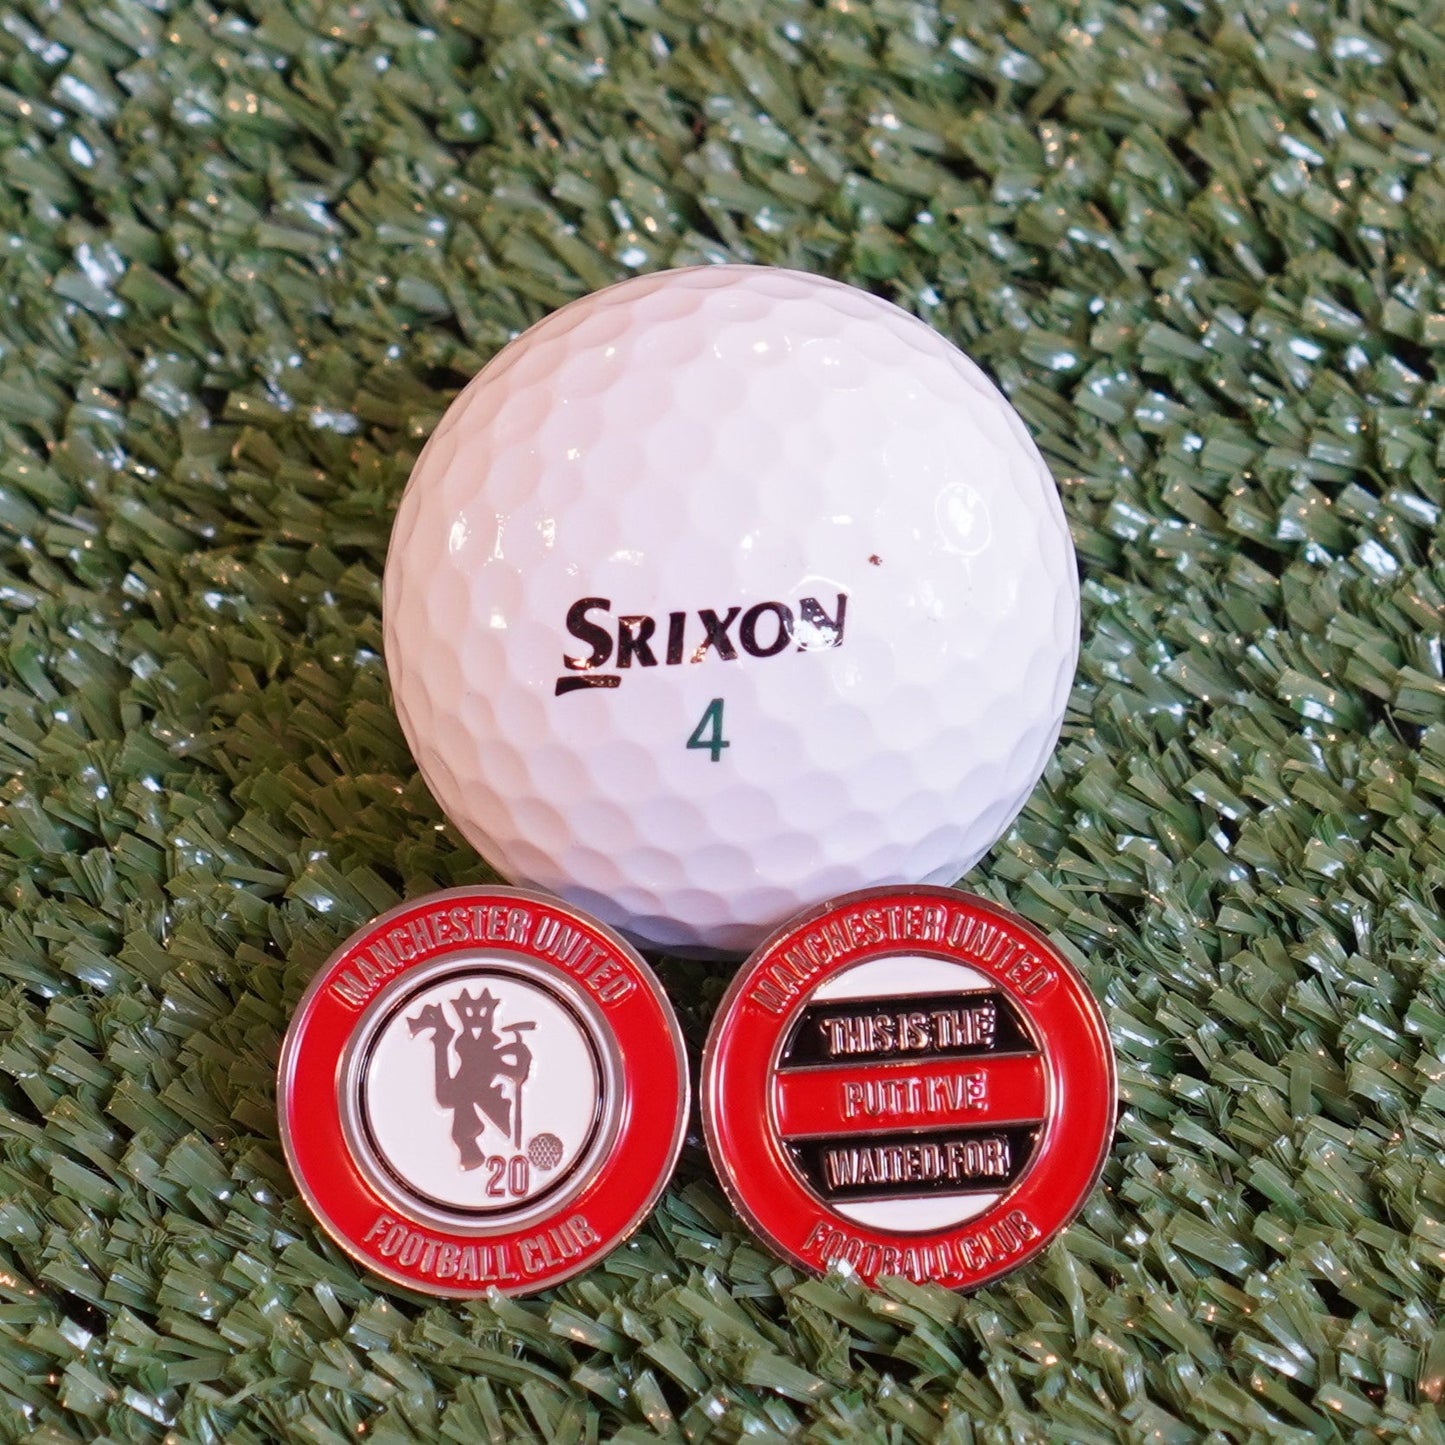 SRIXON
4
MANCHESTER UNITED
20
FOOTBALL CLUB
MANCHESTER UNITED
THIS IS THE
PUTT I'VE
WAITED FOR
FOOTBALL CLUB